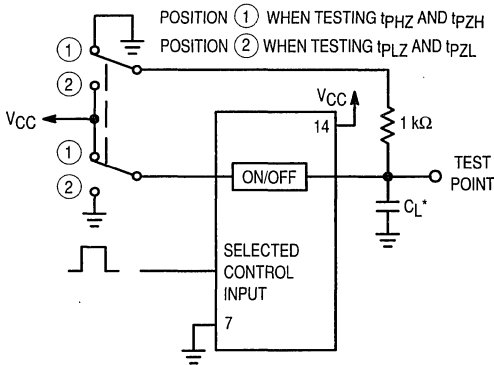 POSITION ① WHEN TESTING tPHZ AND tPZH
POSITION ② WHEN TESTING tPLZ AND tPZL
①
②
VCC
①
②
VCC
14
1 kΩ
ON/OFF
TEST
POINT
CL*
SELECTED
CONTROL
INPUT
7